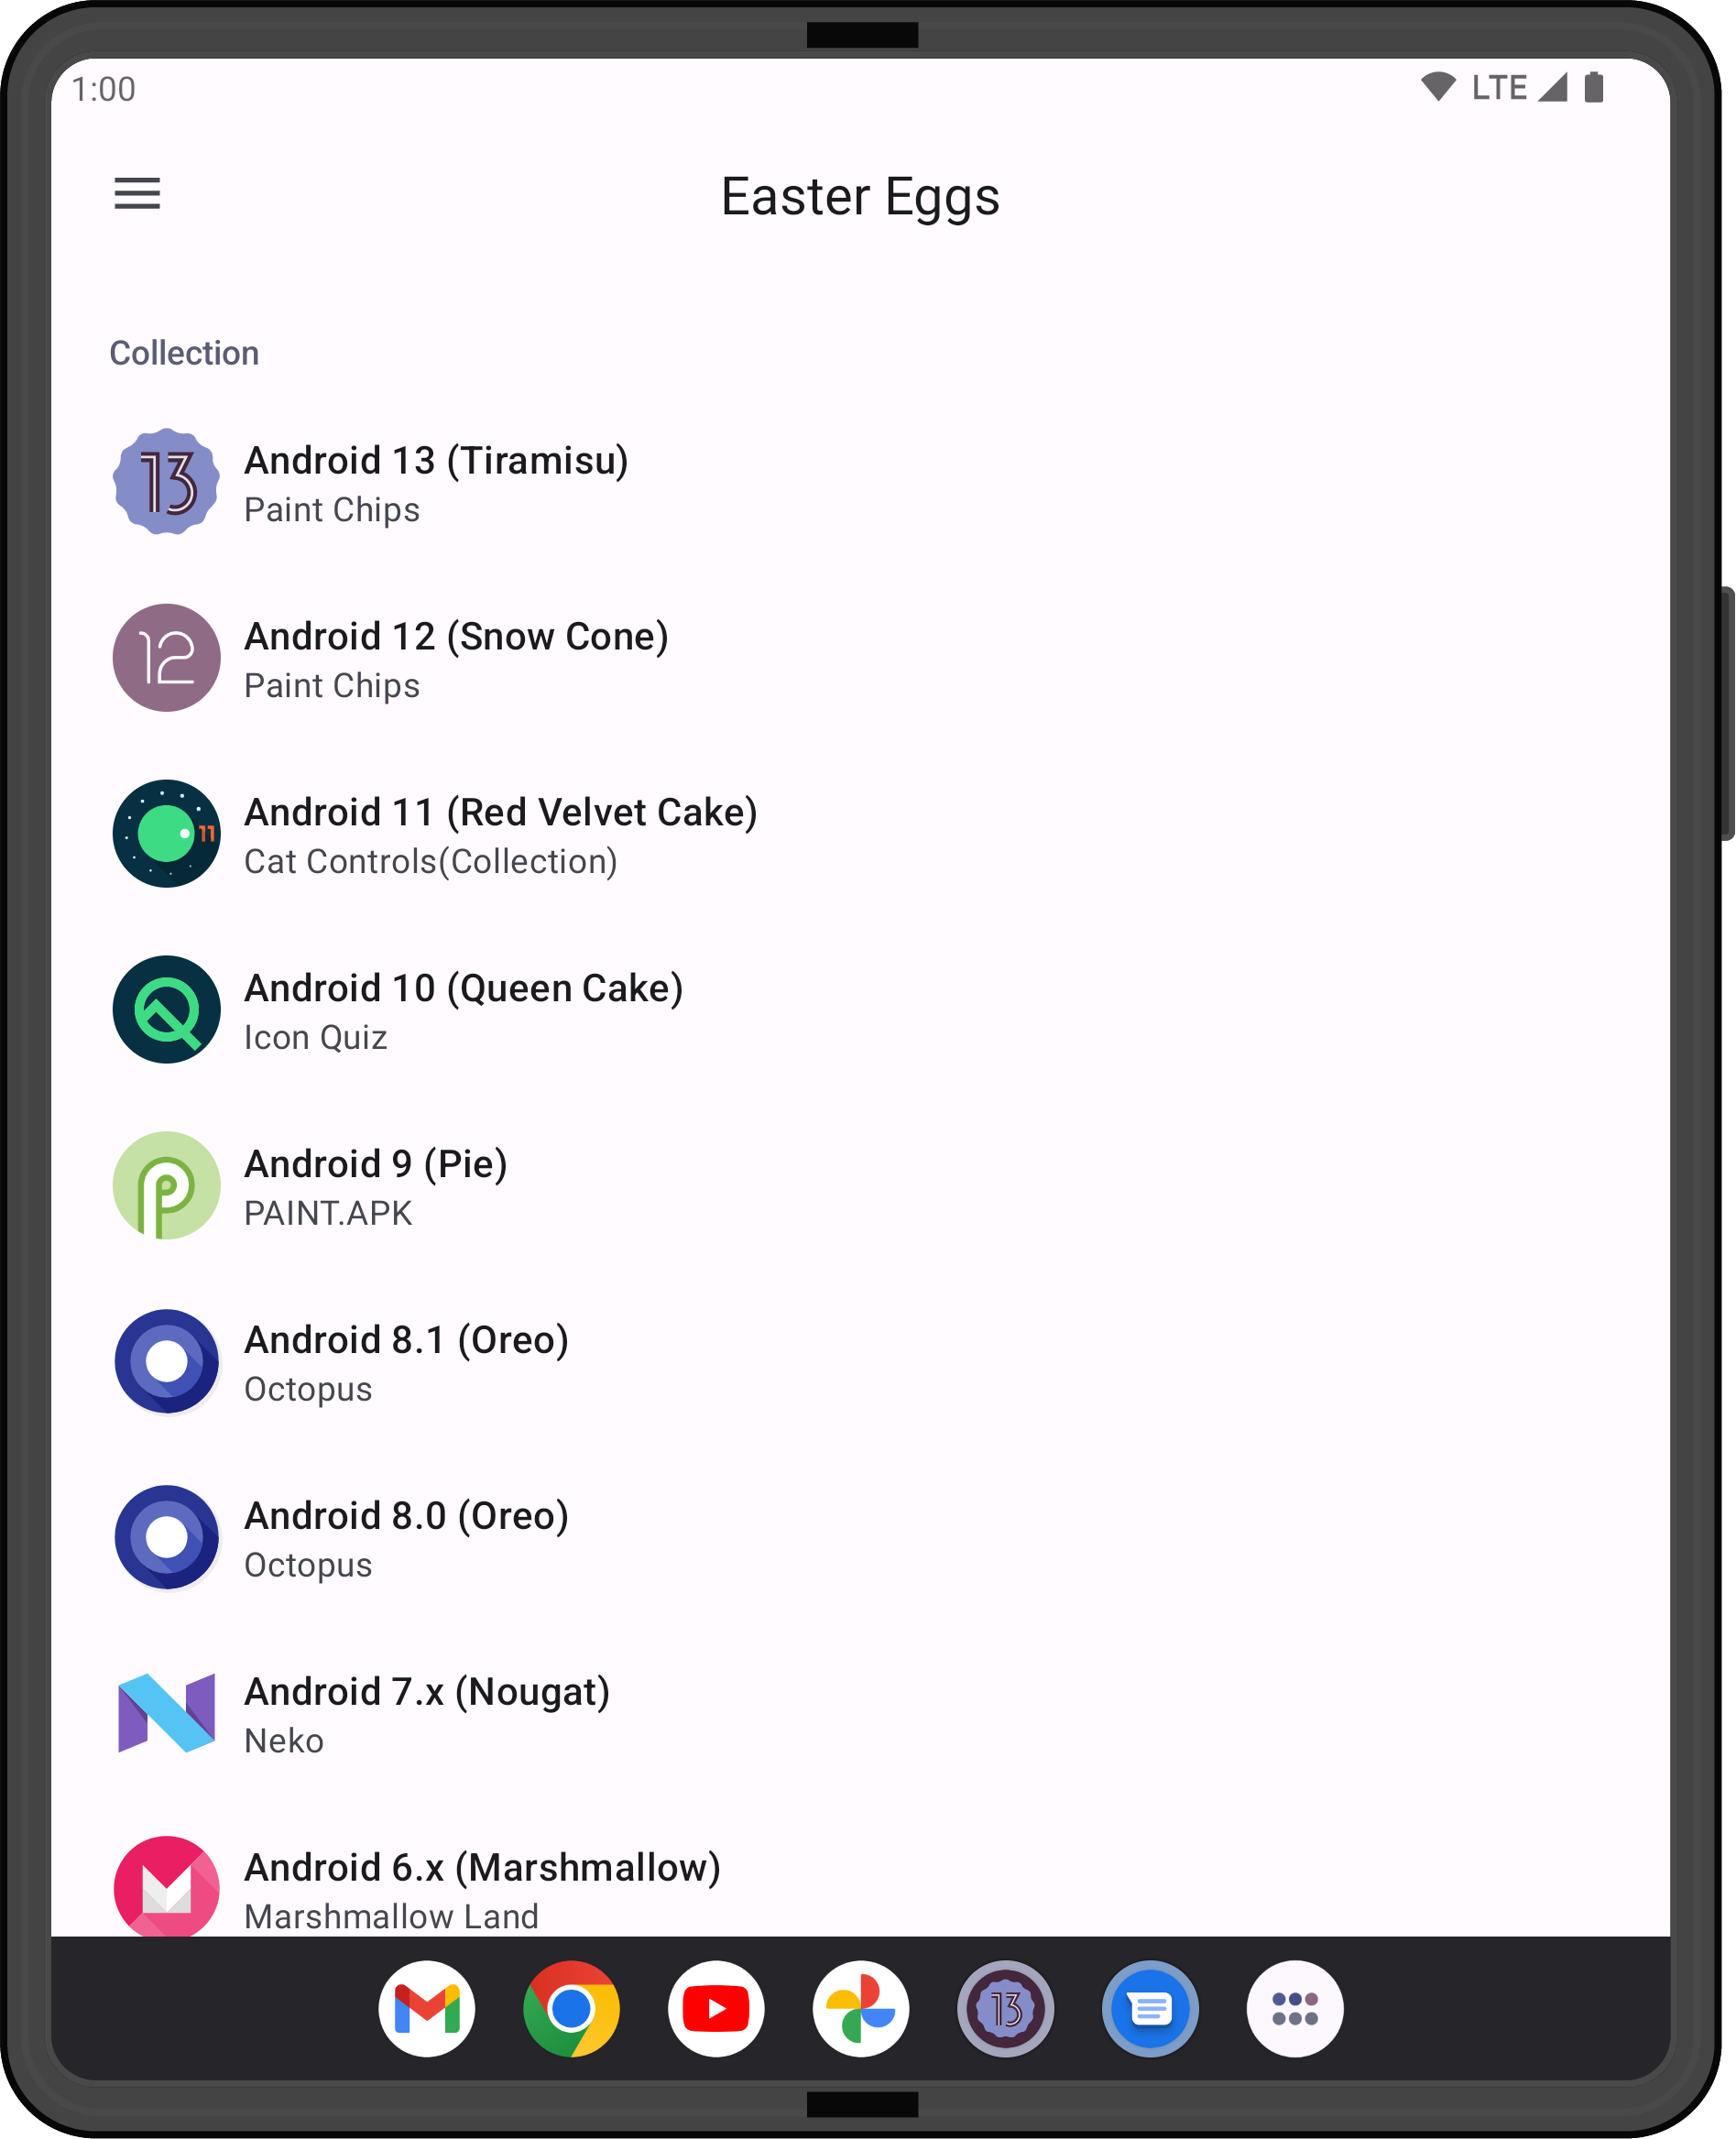 1:00 LTE
Easter Eggs
Collection
13
Android 13 (Tiramisu)
Paint Chips
12
Android 12 (Snow Cone)
Paint Chips
11
Android 11 (Red Velvet Cake)
Cat Controls(Collection)
Android 10 (Queen Cake)
Icon Quiz
Android 9 (Pie)
PAINT.APK
Android 8.1 (Oreo)
Octopus
Android 8.0 (Oreo)
Octopus
Android 7.x (Nougat)
Neko
Android 6.x (Marshmallow)
Marshmallow Land
13